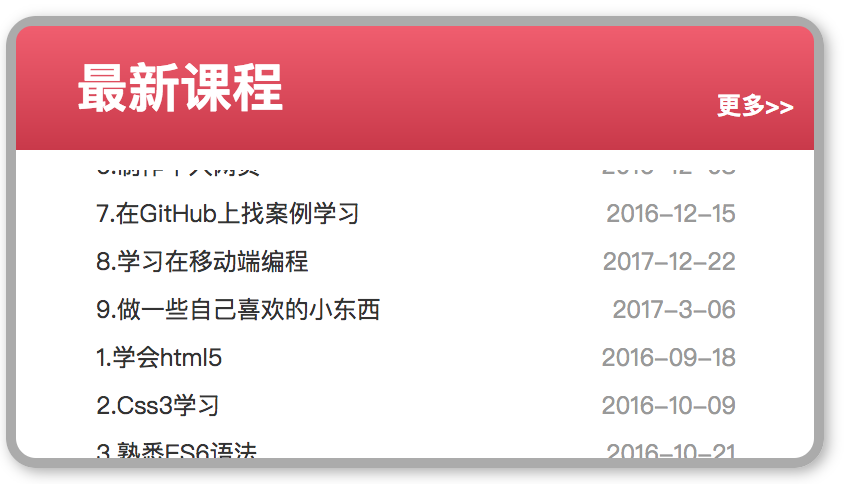 最新课程
更多>>
7.在GitHub上找案例学习 2016-12-15
8.学习在移动端编程 2017-12-22
9.做一些自己喜欢的小东西 2017-3-06
1.学会html5 2016-09-18
2.Css3学习 2016-10-09
3.熟悉ES6语法 2016-10-21